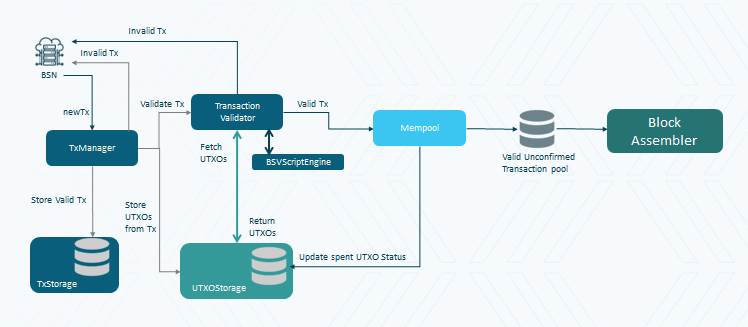 Invalid Tx
Invalid Tx
BSN
newTx
Validate Tx
Transaction
Validator
Valid Tx
Mempool
Block
Assembler
TxManager
Fetch
UTXOs
BSVScriptEngine
Valid Unconfirmed
Transaction pool
Store Valid Tx
Store
UTXOs
from Tx
Return
UTXOs
Update spent UTXO Status
TxStorage
UTXOStorage